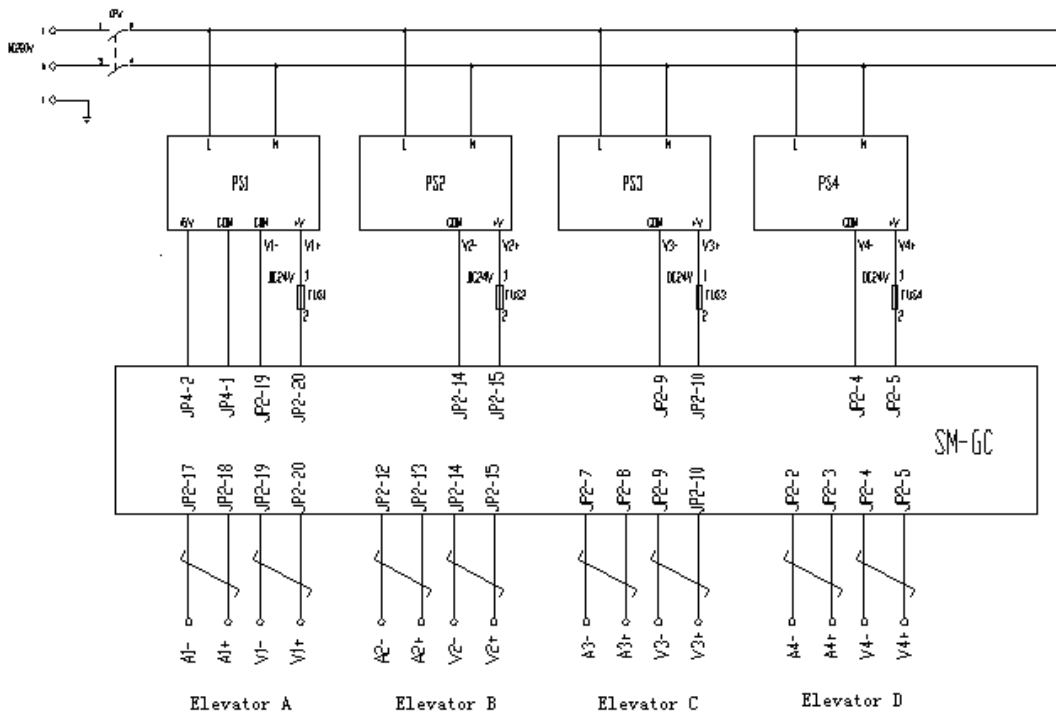 1 2
3 4
L N
L N
L N
L N
PS1
PS2
PS3
PS4
COM COM +V
COM +V
COM +V
COM +V
V1- V1+
V2- V2+
V3- V3+
V4- V4+
DC24V 1
DC24V 1
DC24V 1
DC24V 1
FUS1
FUS2
FUS3
FUS4
2
2
2
2
JP4-2 JP4-1 JP2-19 JP2-20
JP2-14 JP2-15
JP2-9 JP2-10
JP2-4 JP2-5
SM-GC
JP2-17 JP2-18 JP2-19 JP2-20
JP2-12 JP2-13 JP2-14 JP2-15
JP2-7 JP2-8 JP2-9 JP2-10
JP2-2 JP2-3 JP2-4 JP2-5
A1- A1+ V1- V1+
A2- A2+ V2- V2+
A3- A3+ V3- V3+
A4- A4+ V4- V4+
Elevator A
Elevator B
Elevator C
Elevator D